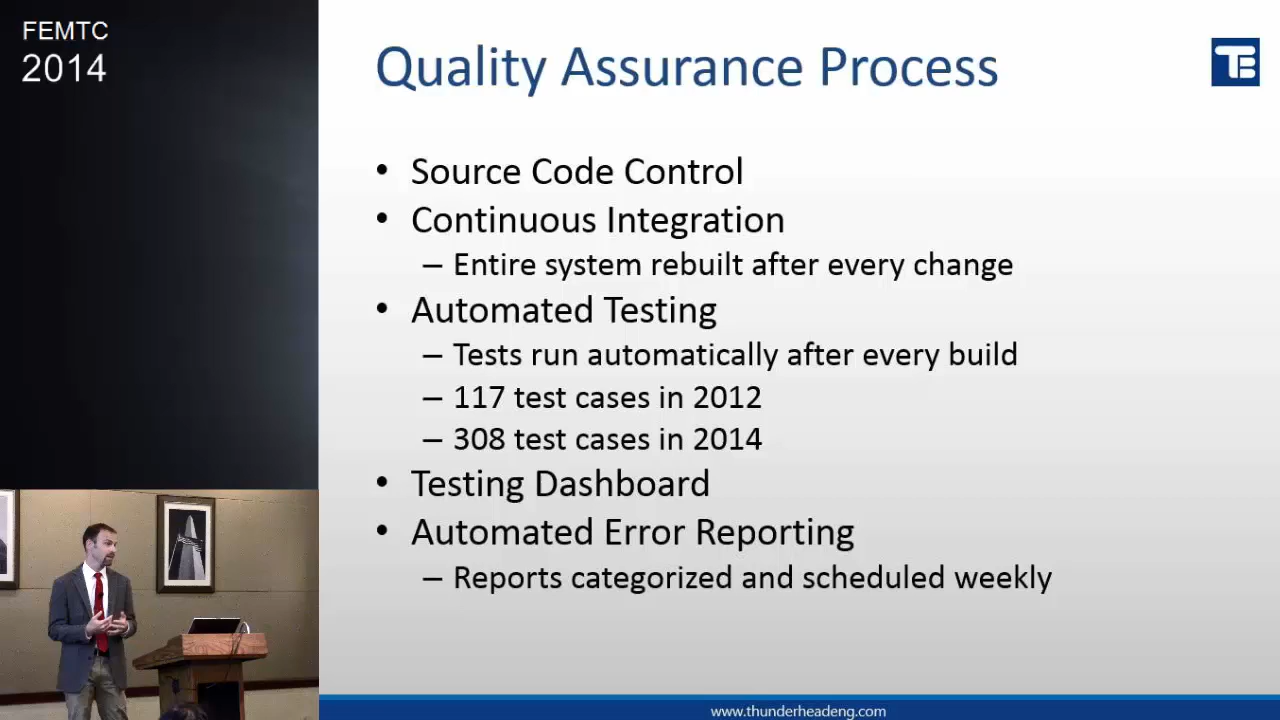 FEMTC
2014
Quality Assurance Process
TE
• Source Code Control
• Continuous Integration
– Entire system rebuilt after every change
• Automated Testing
– Tests run automatically after every build
– 117 test cases in 2012
– 308 test cases in 2014
• Testing Dashboard
• Automated Error Reporting
– Reports categorized and scheduled weekly
www.thunderheadeng.com